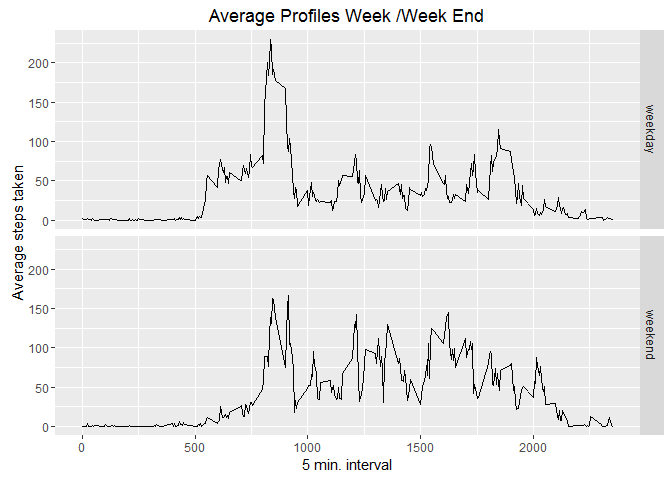 Average Profiles Week /Week End
Average steps taken
200
150
100
50
0
weekday
200
150
100
50
0
weekend
0 500 1000 1500 2000
5 min. interval